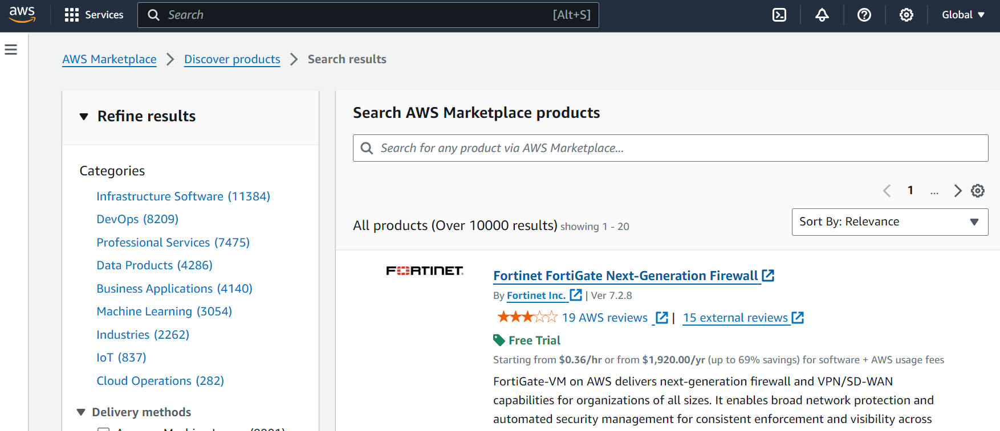 aws
Services
Search [Alt+S]
Global
AWS Marketplace > Discover products > Search results
Refine results
Categories
Infrastructure Software (11384)
DevOps (8209)
Professional Services (7475)
Data Products (4286)
Business Applications (4140)
Machine Learning (3054)
Industries (2262)
IoT (837)
Cloud Operations (282)
Delivery methods
Search AWS Marketplace products
Search for any product via AWS Marketplace...
1 ...
All products (Over 10000 results) showing 1 - 20
Sort By: Relevance
FORTINET
Fortinet FortiGate Next-Generation Firewall
By Fortinet Inc. | Ver 7.2.8
19 AWS reviews | 15 external reviews
Free Trial
Starting from $0.36/hr or from $1,920.00/yr (up to 69% savings) for software + AWS usage fees
FortiGate-VM on AWS delivers next-generation firewall and VPN/SD-WAN
capabilities for organizations of all sizes. It enables broad network protection and
automated security management for consistent enforcement and visibility across